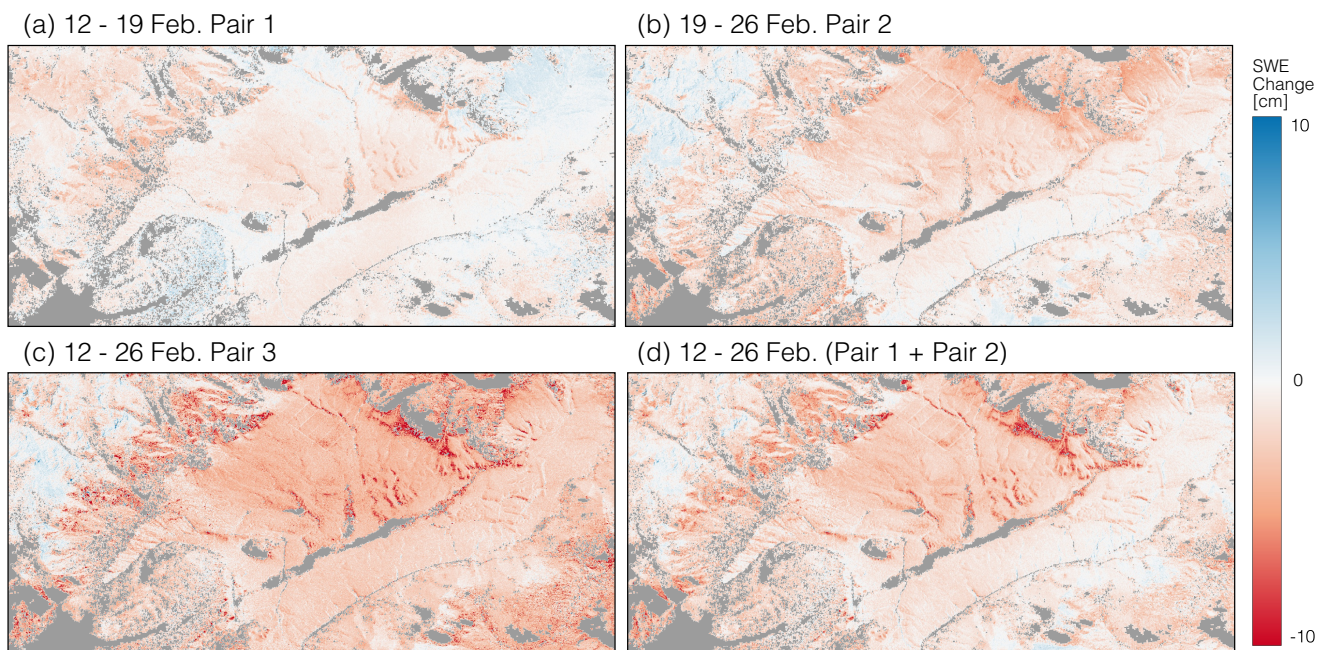 (a) 12 - 19 Feb. Pair 1
(b) 19 - 26 Feb. Pair 2
SWE
Change
[cm]
10
0
-10
(c) 12 - 26 Feb. Pair 3
(d) 12 - 26 Feb. (Pair 1 + Pair 2)